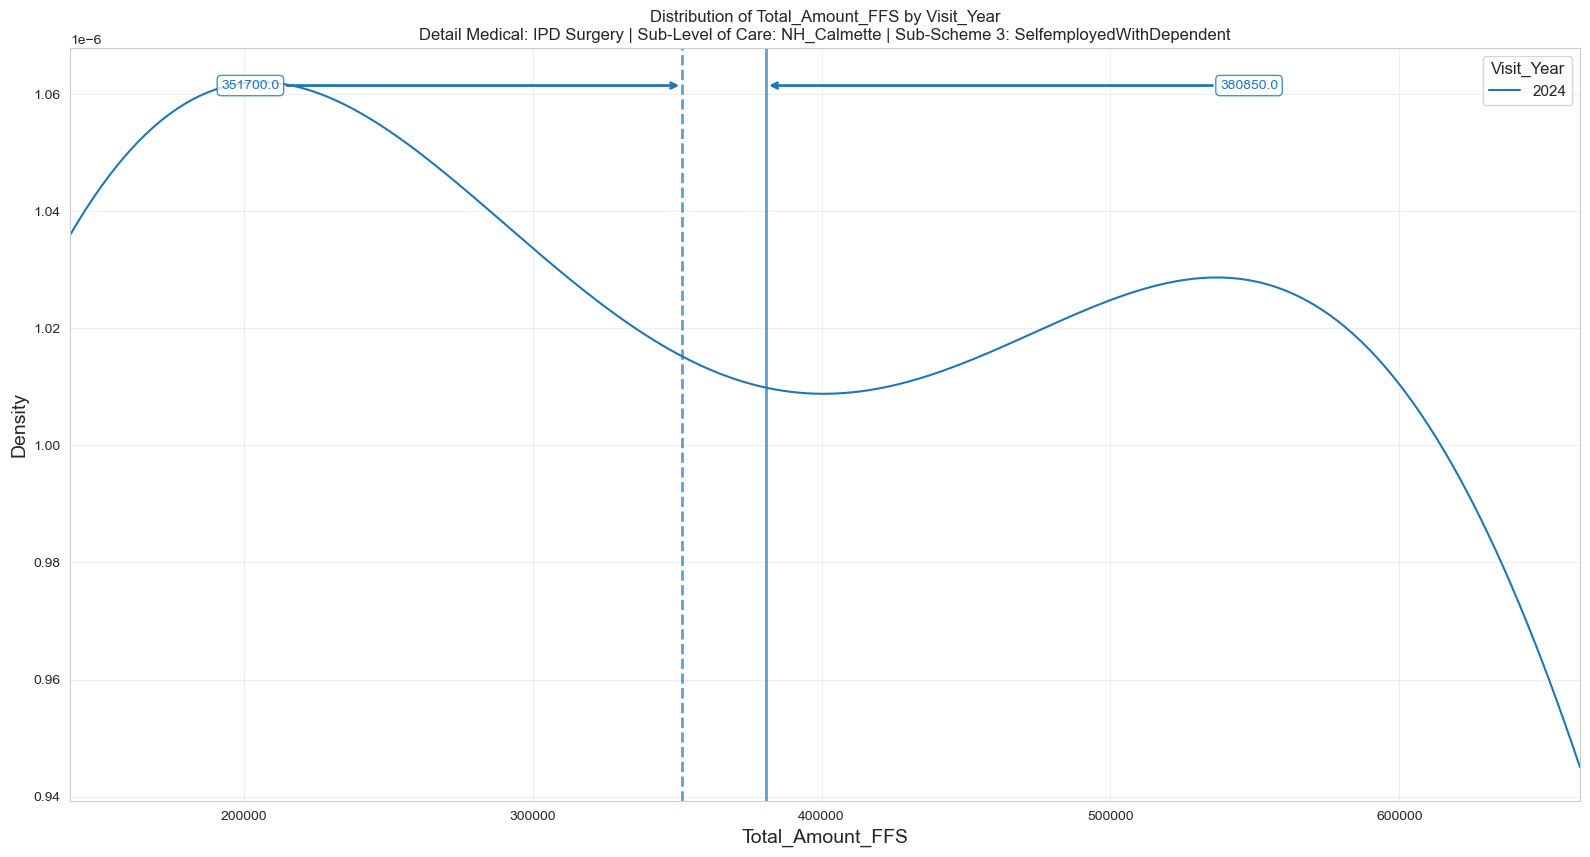 Distribution of Total_Amount_FFS by Visit_Year
Detail Medical: IPD Surgery | Sub-Level of Care: NH_Calmette | Sub-Scheme 3: SelfemployedWithDependent
1e−6
351700.0
380850.0
Visit_Year
2024
1.06
1.04
1.02
1.00
0.98
0.96
0.94
Density
200000
300000
400000
500000
600000
Total_Amount_FFS